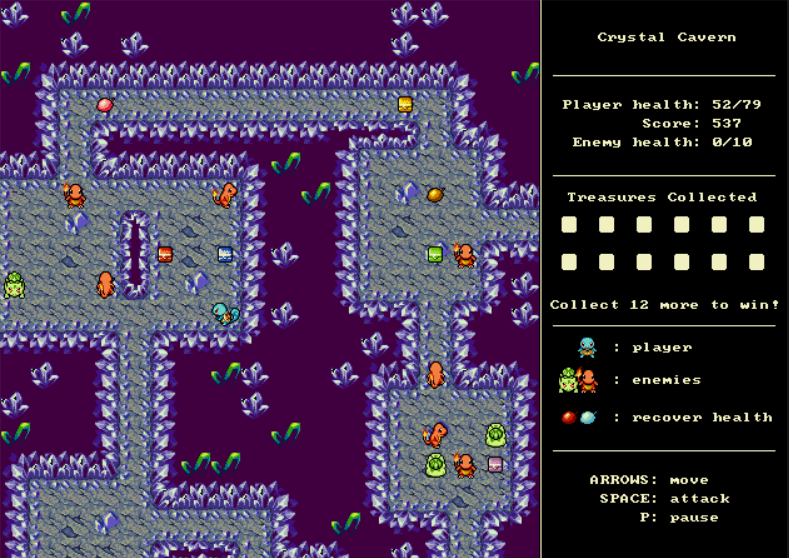 Crystal Cavern
Player health: 52/79
Score: 537
Enemy health: 0/10
Treasures Collected
Collect 12 more to win!
: player
: enemies
: recover health
ARROWS: move
SPACE: attack
P: pause